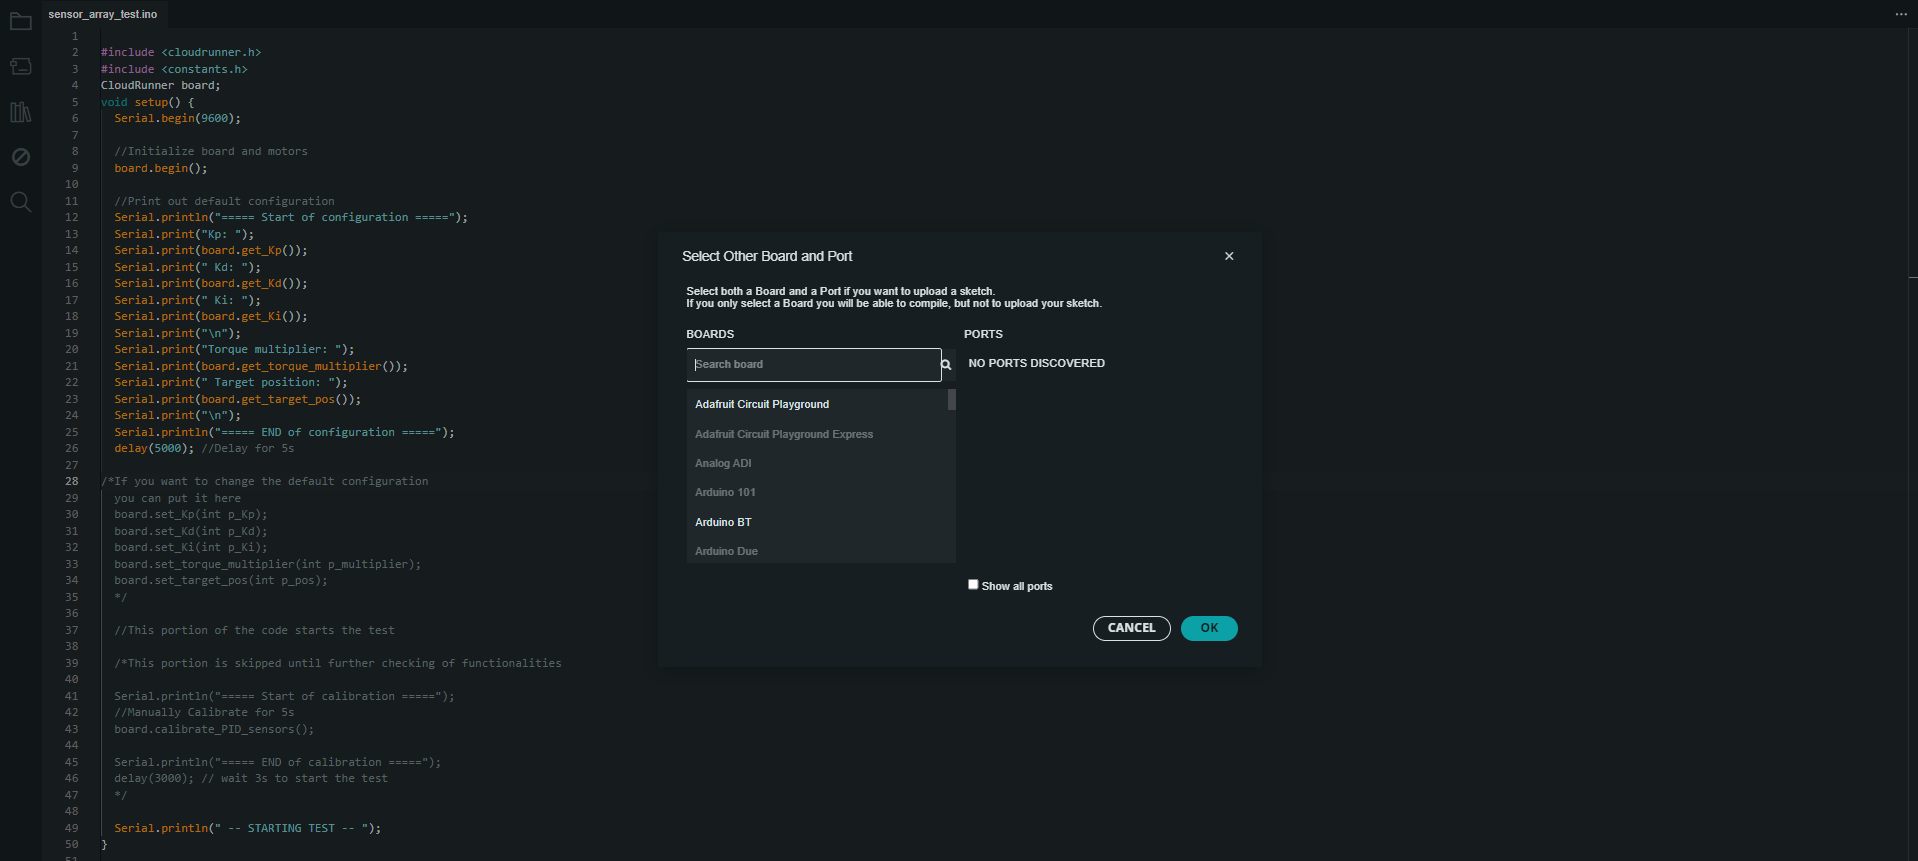 sensor_array_test.ino
1
2 #include <cloudrunner.h>
3 #include <constants.h>
4 CloudRunner board;
5 void setup() {
6 Serial.begin(9600);
7
8 //Initialize board and motors
9 board.begin();
10
11 //Print out default configuration
12 Serial.println("===== Start of configuration =====");
13 Serial.print("Kp: ");
14 Serial.print(board.get_Kp());
15 Serial.print(" Kd: ");
16 Serial.print(board.get_Kd());
17 Serial.print(" Ki: ");
18 Serial.print(board.get_Ki());
19 Serial.print("\n");
20 Serial.print("Torque multiplier: ");
21 Serial.print(board.get_torque_multiplier());
22 Serial.print(" Target position: ");
23 Serial.print(board.get_target_pos());
24 Serial.print("\n");
25 Serial.println("===== END of configuration =====");
26 delay(5000); //Delay for 5s
27
28 /*If you want to change the default configuration
29 you can put it here
30 board.set_Kp(int p_Kp);
31 board.set_Kd(int p_Kd);
32 board.set_Ki(int p_Ki);
33 board.set_torque_multiplier(int p_multiplier);
34 board.set_target_pos(int p_pos);
35 */
36
37 //This portion of the code starts the test
38
39 /*This portion is skipped until further checking of functionalities
40
41 Serial.println("===== Start of calibration =====");
42 //Manually Calibrate for 5s
43 board.calibrate_PID_sensors();
44
45 Serial.println("===== END of calibration =====");
46 delay(3000); // wait 3s to start the test
47 */
48
49 Serial.println(" -- STARTING TEST -- ");
50 }
51
Select Other Board and Port
Select both a Board and a Port if you want to upload a sketch.
If you only select a Board you will be able to compile, but not to upload your sketch.
BOARDS
Search board
Adafruit Circuit Playground
Adafruit Circuit Playground Express
Analog ADI
Arduino 101
Arduino BT
Arduino Due
PORTS
NO PORTS DISCOVERED
Show all ports
CANCEL
OK